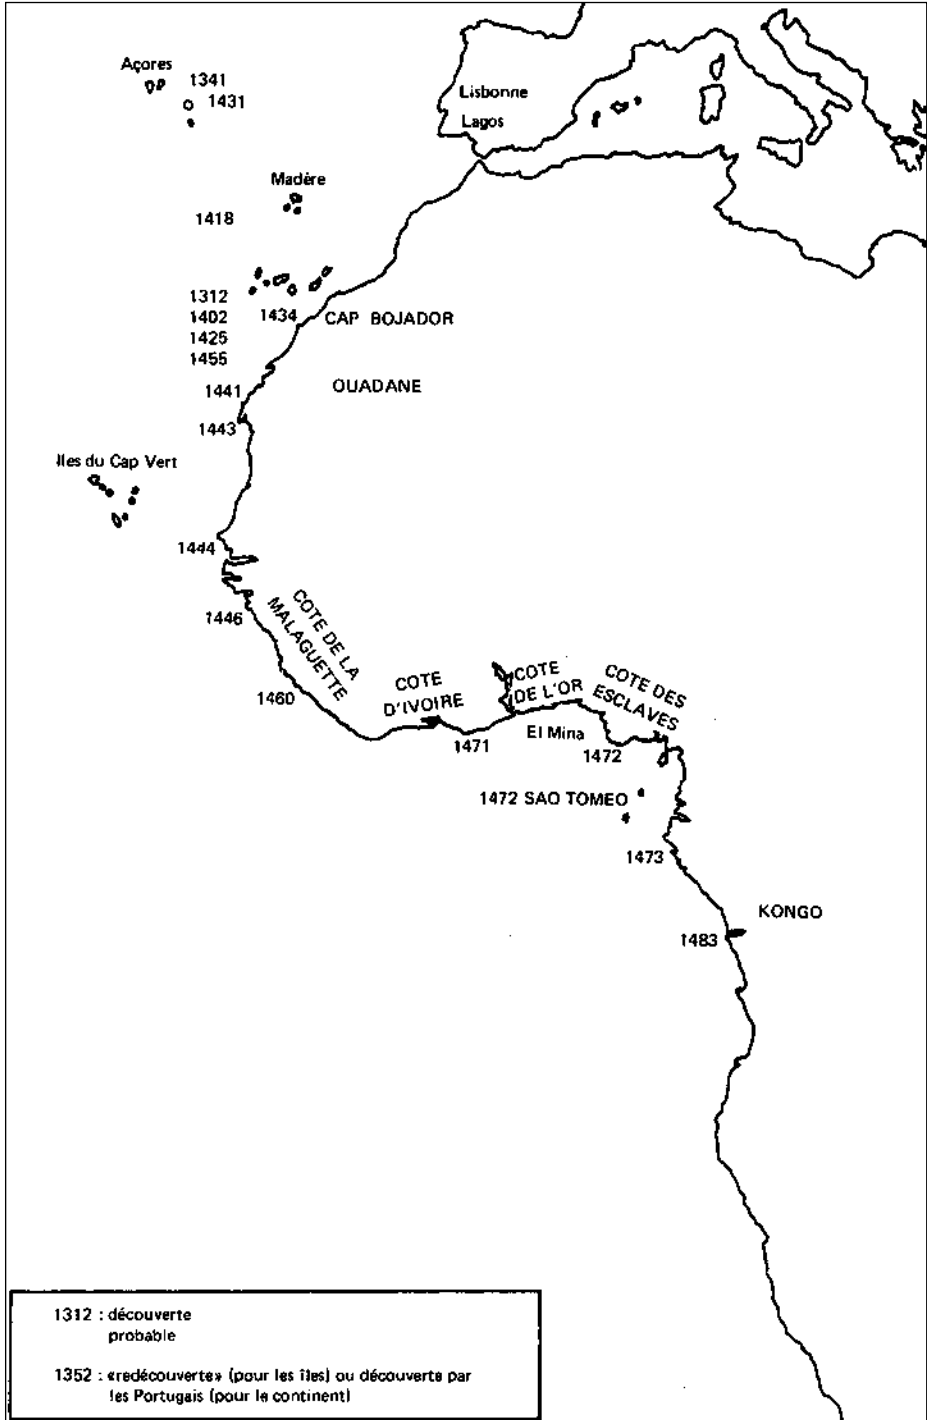 Açores
1341
1431
Lisbonne
Lagos
Madère
1418
1312
1402
1425
1455
1434
CAP BOJADOR
1441
OUADANE
1443
Iles du Cap Vert
1444
1446
COTE DE LA
MALAGUETTE
1460
COTE
D'IVOIRE
1471
COTE
DE L'OR
El Mina
COTE DES
ESCLAVES
1472
1472 SAO TOMEO
1473
KONGO
1483
1312 : découverte
probable
1352 : «redécouverte» (pour les îles) ou découverte par
les Portugais (pour le continent)